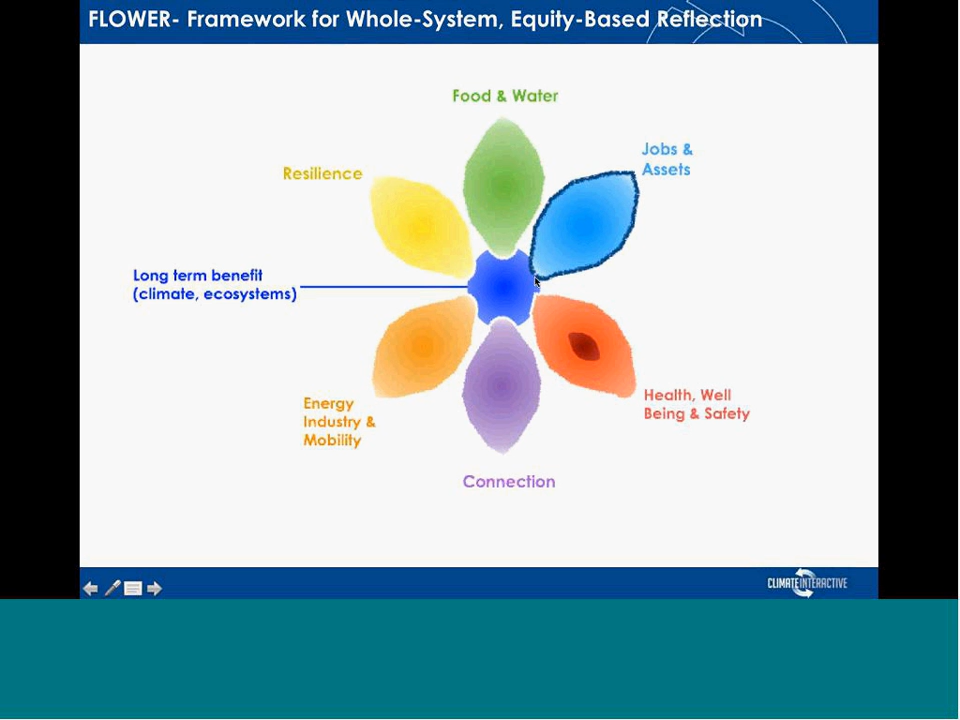 FLOWER- Framework for Whole-System, Equity-Based Reflection
Food & Water
Jobs &
Assets
Resilience
Long term benefit
(climate, ecosystems)
Health, Well
Being & Safety
Energy
Industry &
Mobility
Connection
CLIMATE INTERACTIVE